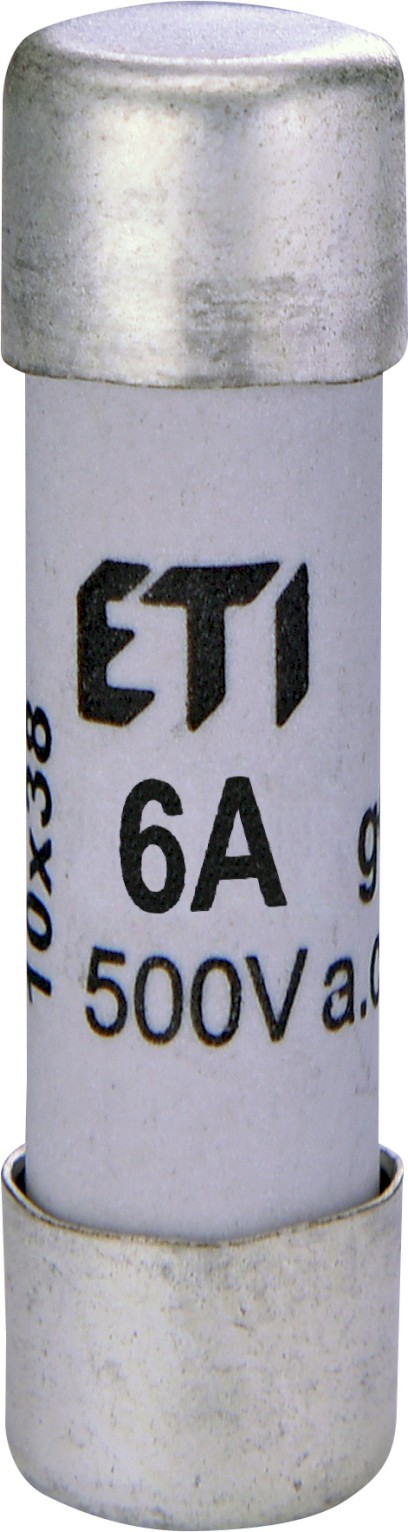 ETI
6A
500V a.
10x38